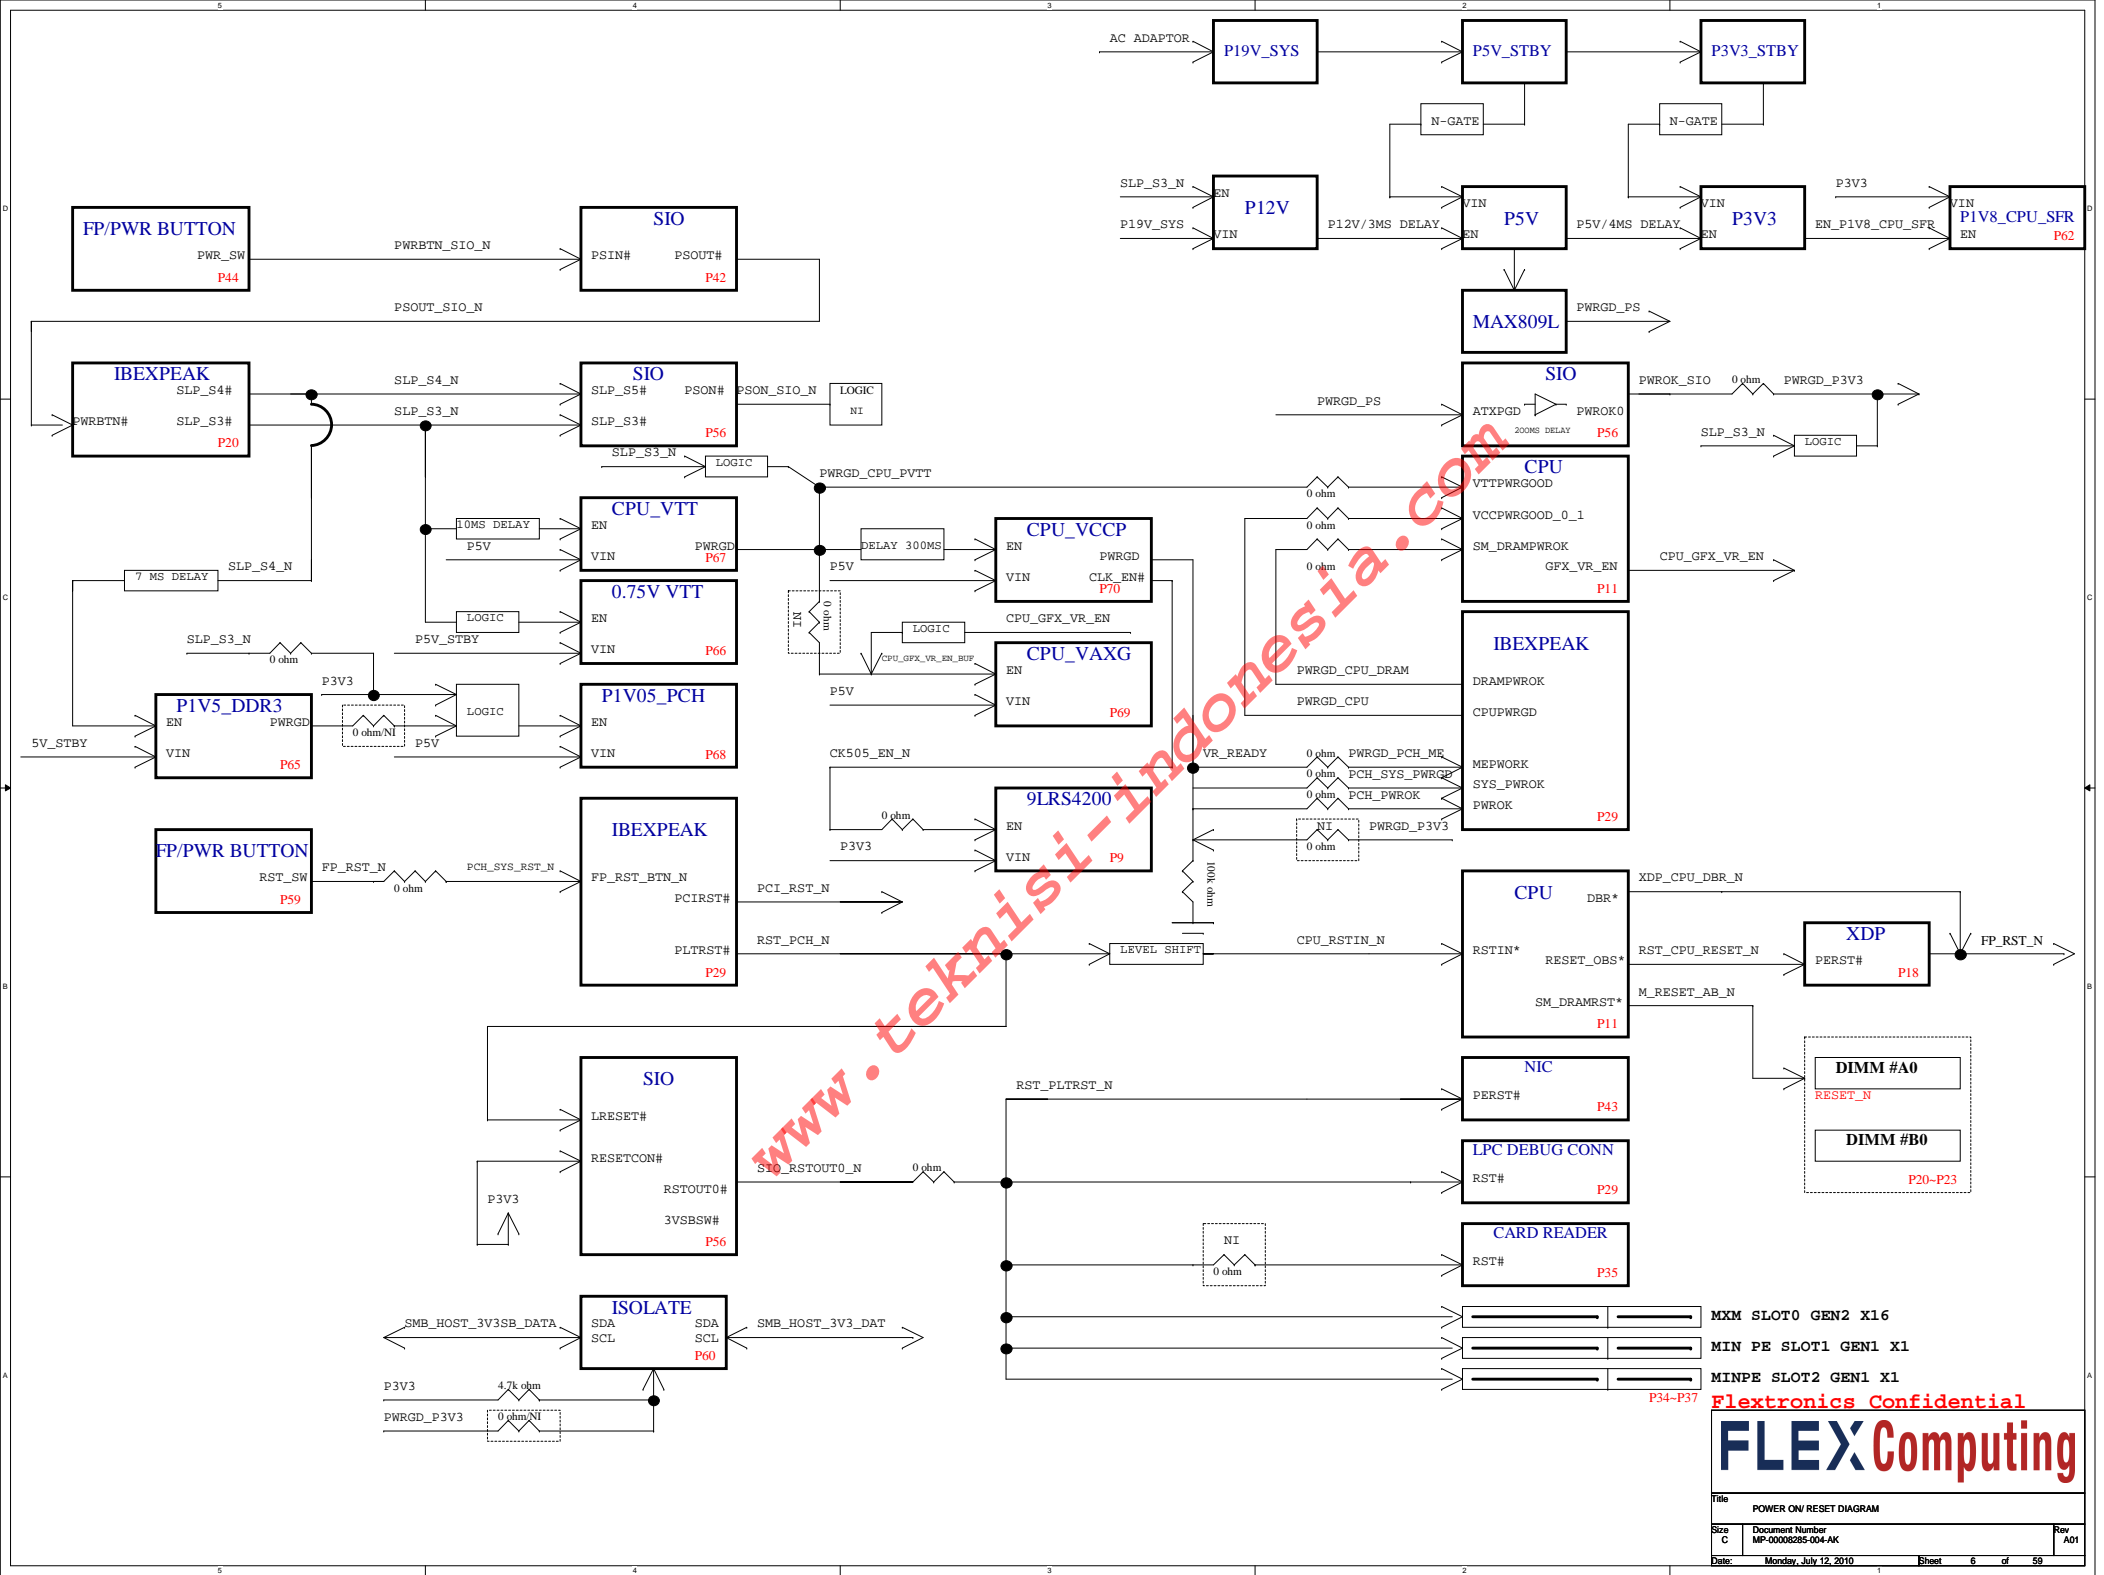 5 4 3 2 1
AC ADAPTOR
P19V_SYS
P5V_STBY
P3V3_STBY
N-GATE
N-GATE
SLP_S3_N
EN
P19V_SYS
VIN
P12V
P12V/3MS DELAY
VIN
P5V
EN
P5V/4MS DELAY
VIN
P3V3
EN
P3V3
EN_P1V8_CPU_SFR
VIN
P1V8_CPU_SFR
EN
P62
D
D
FP/PWR BUTTON
PWR_SW
P44
PWRBTN_SIO_N
SIO
PSIN#
PSOUT#
P42
PSOUT_SIO_N
MAX809L
PWRGD_PS
IBEXPEAK
SLP_S4#
PWRBTN#
SLP_S3#
P20
SLP_S4_N
SLP_S3_N
SIO
SLP_S5#
PSON#
SLP_S3#
P56
PSON_SIO_N
LOGIC
NI
PWRGD_PS
SIO
ATXPGD
PWROK0
200MS DELAY
P56
PWROK_SIO
0 ohm
PWRGD_P3V3
SLP_S3_N
LOGIC
SLP_S3_N
LOGIC
PWRGD_CPU_PVTT
0 ohm
0 ohm
0 ohm
CPU
VTTPWRGOOD
VCCPWRGOOD_0_1
SM_DRAMPWROK
GFX_VR_EN
P11
CPU_GFX_VR_EN
10MS DELAY
P5V
CPU_VTT
EN
PWRGD
VIN
P67
DELAY 300MS
P5V
CPU_VCCP
EN
PWRGD
VIN
CLK_EN#
P70
7 MS DELAY
SLP_S4_N
LOGIC
P5V_STBY
0.75V VTT
EN
VIN
P66
NI
0 ohm
LOGIC
CPU_GFX_VR_EN
CPU_GFX_VR_EN_BUF
P5V
CPU_VAXG
EN
VIN
P69
C
C
SLP_S3_N
0 ohm
P3V3
P1V5_DDR3
EN
PWRGD
VIN
P65
5V_STBY
0 ohm/NI
LOGIC
P5V
P1V05_PCH
EN
VIN
P68
IBEXPEAK
PWRGD_CPU_DRAM
DRAMPWROK
PWRGD_CPU
CPUPWRGD
VR_READY
0 ohm
PWRGD_PCH_ME
MEPWORK
0 ohm
PCH_SYS_PWRGD
SYS_PWROK
0 ohm
PCH_PWROK
PWROK
P29
NI
0 ohm
PWRGD_P3V3
100k ohm
CK505_EN_N
0 ohm
P3V3
9LRS4200
EN
VIN
P9
FP/PWR BUTTON
RST_SW
P59
FP_RST_N
0 ohm
PCH_SYS_RST_N
IBEXPEAK
FP_RST_BTN_N
PCIRST#
PLTRST#
P29
PCI_RST_N
RST_PCH_N
LEVEL SHIFT
CPU_RSTIN_N
CPU
DBR*
RSTIN*
RESET_OBS*
SM_DRAMRST*
P11
XDP_CPU_DBR_N
RST_CPU_RESET_N
M_RESET_AB_N
XDP
PERST#
P18
FP_RST_N
B
B
DIMM #A0
RESET_N
DIMM #B0
P20~P23
SIO
LRESET#
RESETCON#
RSTOUT0#
3VSBSW#
P56
P3V3
SIO_RSTOUT0_N
0 ohm
RST_PLTRST_N
NIC
PERST#
P43
LPC DEBUG CONN
RST#
P29
NI
0 ohm
CARD READER
RST#
P35
MXM SLOT0 GEN2 X16
MIN PE SLOT1 GEN1 X1
MINPE SLOT2 GEN1 X1
P34~P37
SMB_HOST_3V3SB_DATA
ISOLATE
SDA
SCL
SDA
SCL
P60
SMB_HOST_3V3_DAT
P3V3
4.7k ohm
PWRGD_P3V3
0 ohm/NI
A
A
www.teknisi-indonesia.com
Flextronics Confidential
FLEX Computing
Title
POWER ON/ RESET DIAGRAM
Size
C
Document Number
MP-00008285-004-AK
Rev
A01
Date: Monday, July 12, 2010 Sheet 6 of 59
5 4 3 2 1